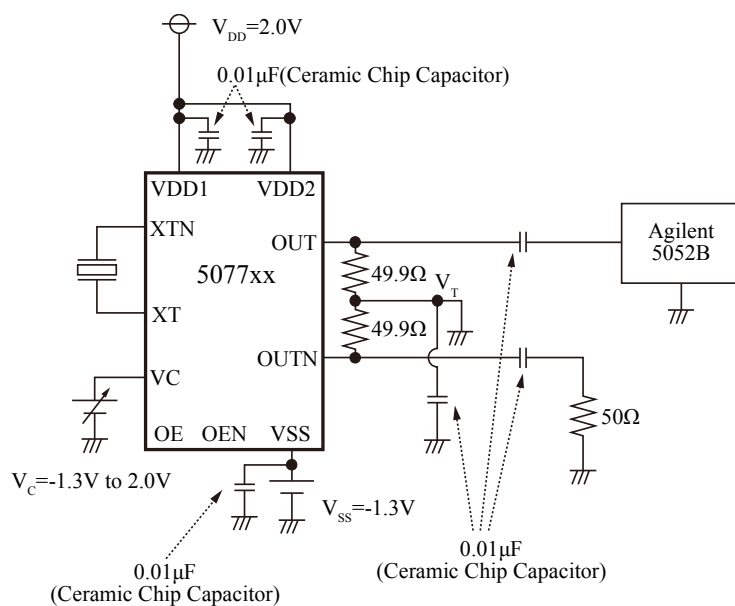 V_DD=2.0V
0.01µF(Ceramic Chip Capacitor)
VDD1
VDD2
XTN
OUT
Agilent
5052B
5077xx
49.9Ω
V_T
XT
49.9Ω
OUTN
VC
50Ω
OE
OEN
VSS
V_C=-1.3V to 2.0V
V_SS=-1.3V
0.01µF
(Ceramic Chip Capacitor)
0.01µF
(Ceramic Chip Capacitor)